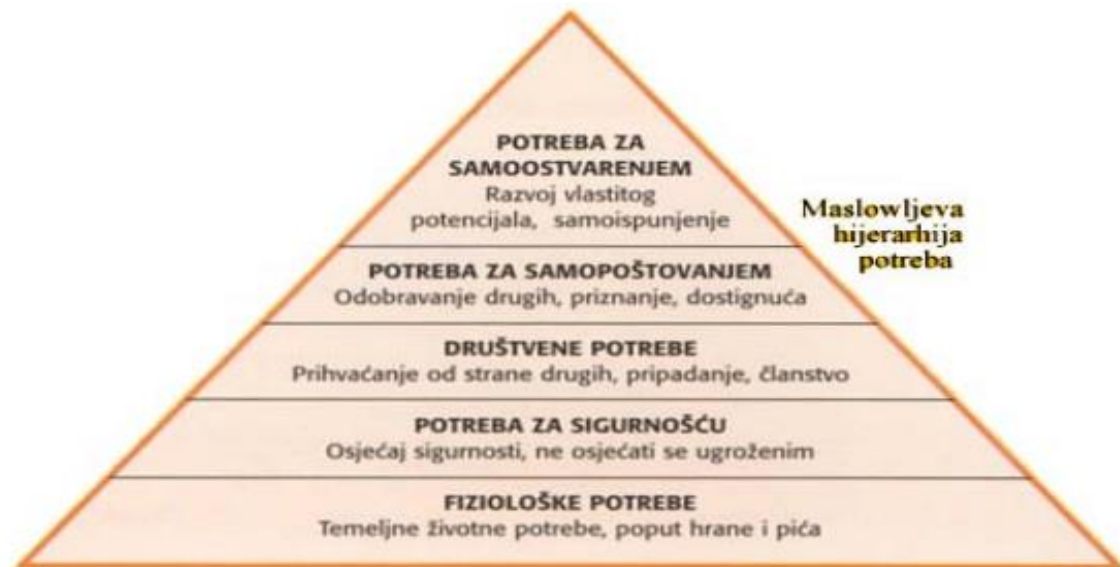 POTREBA ZA
SAMOOSTVARENJEM
Razvoj vlastitog
potencijala, samoispunjenje
Maslowljeva
hijerarhija
potreba
POTREBA ZA SAMOPOŠTOVANJEM
Odobravanje drugih, priznanje, dostignuća
DRUŠTVENE POTREBE
Prihvaćanje od strane drugih, pripadanje, članstvo
POTREBA ZA SIGURNOŠĆU
Osjećaj sigurnosti, ne osjećati se ugroženim
FIZIOLOŠKE POTREBE
Temeljne životne potrebe, poput hrane i pića